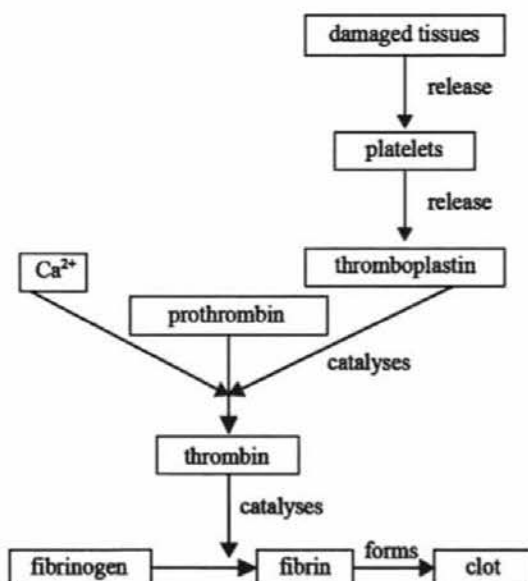 damaged tissues
release
platelets
release
Ca²⁺
thromboplastin
prothrombin
catalyses
thrombin
catalyses
fibrinogen
fibrin
forms
clot